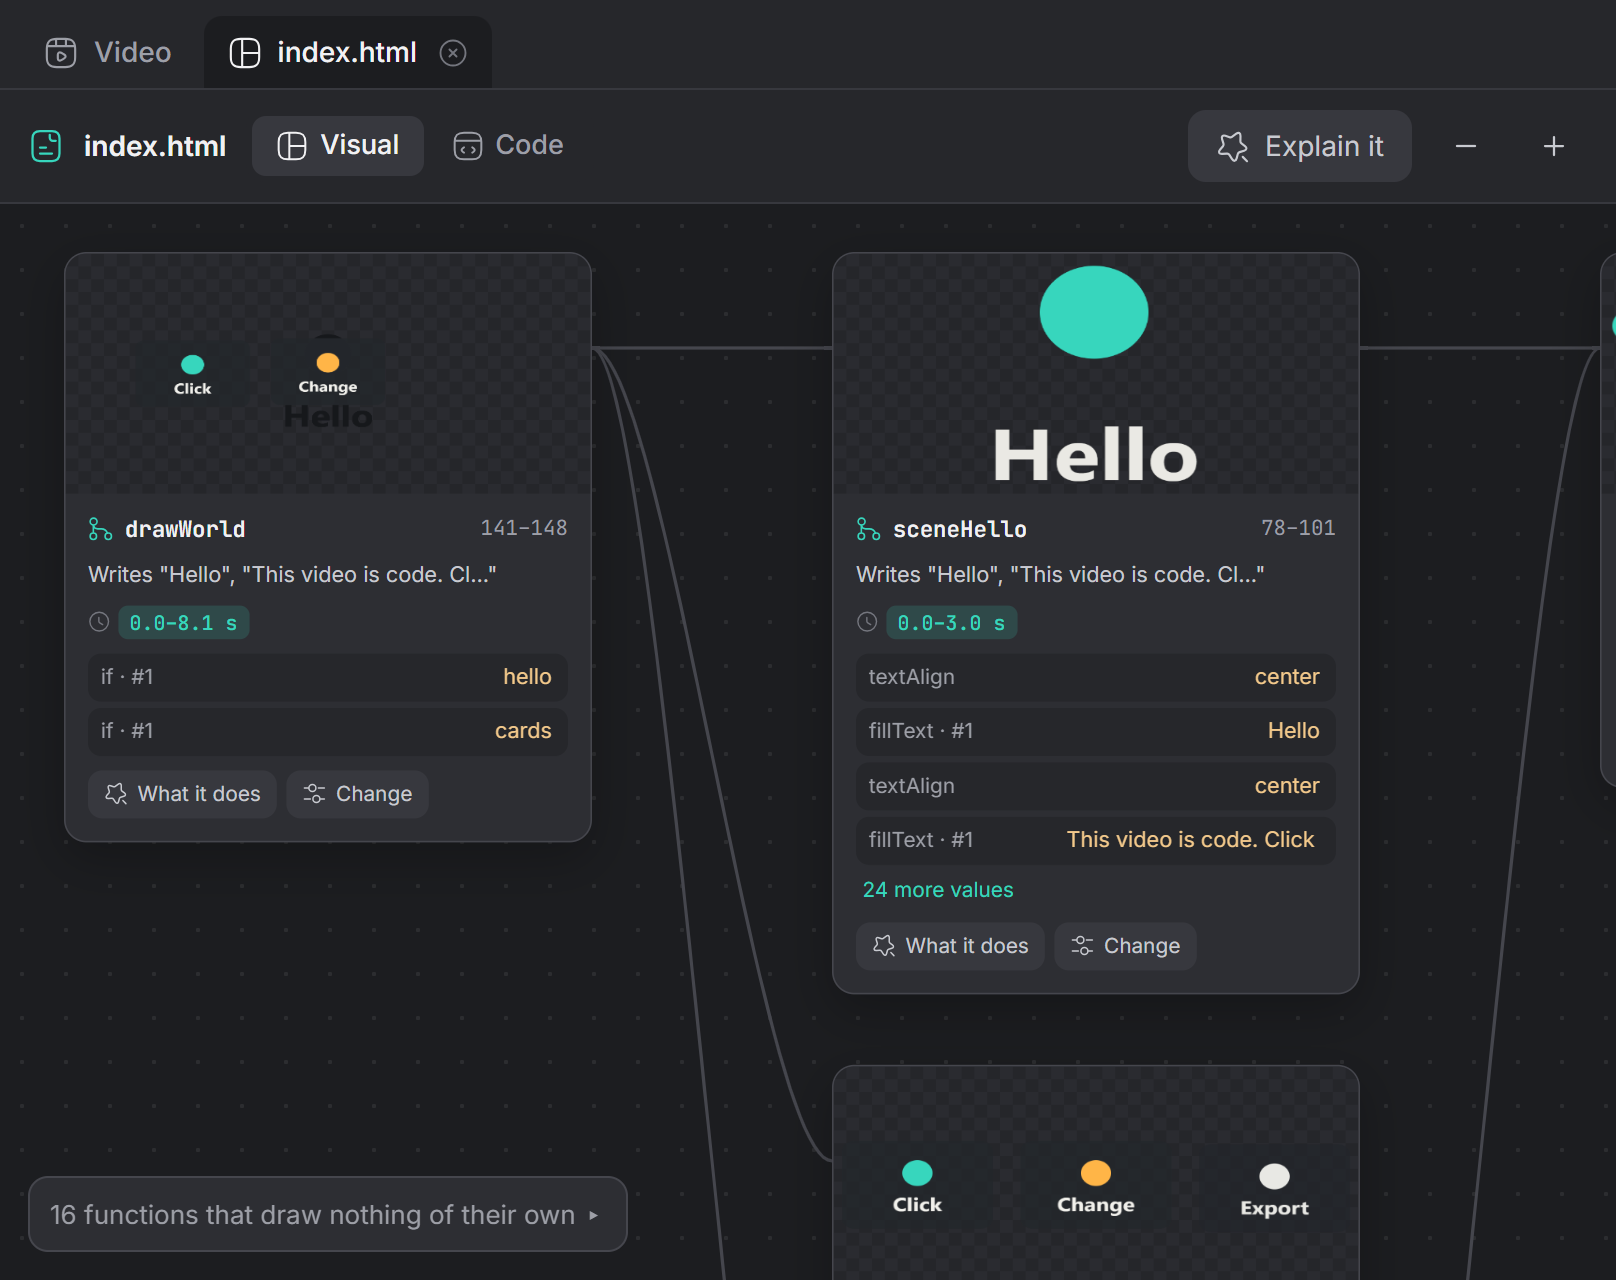 Video
index.html
index.html
Visual
Code
Explain it
Click
Change
Hello
drawWorld
141–148
Writes "Hello", "This video is code. Cl..."
0.0–8.1 s
if · #1
hello
if · #1
cards
What it does
Change
Hello
sceneHello
78–101
Writes "Hello", "This video is code. Cl..."
0.0–3.0 s
textAlign
center
fillText · #1
Hello
textAlign
center
fillText · #1
This video is code. Click
24 more values
What it does
Change
Click
Change
Export
16 functions that draw nothing of their own